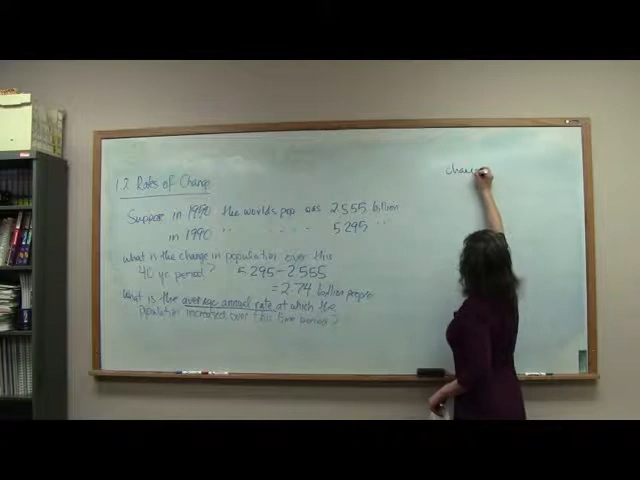 1.2 Rates of Change
Suppose in 1950 the worlds pop was 2.555 billion
in 1990 " " " " " 5.295 " "
what is the change in population over this
40 yr. period? 5.295 - 2.555
= 2.74 billion people
What is the average annual rate at which the
population increased over this time period?
chan